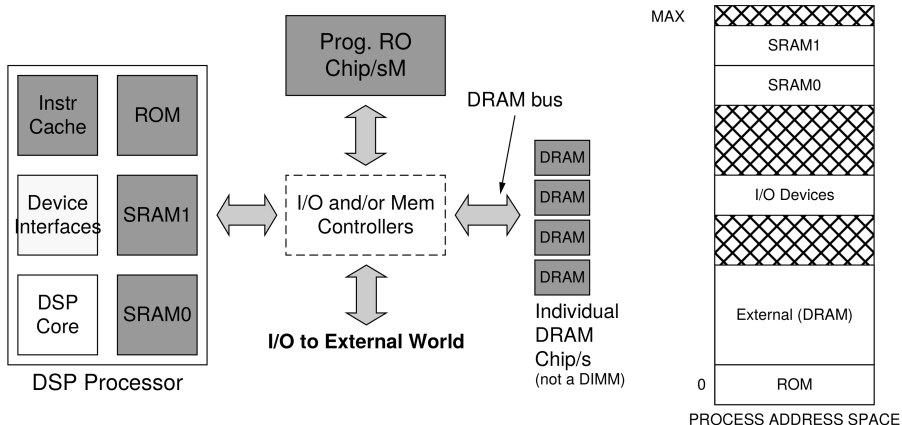 Prog. RO
Chip/sM
MAX
SRAM1
SRAM0
I/O Devices
External (DRAM)
0
ROM
PROCESS ADDRESS SPACE
Instr
Cache
ROM
Device
Interfaces
SRAM1
DSP
Core
SRAM0
DSP Processor
I/O and/or Mem
Controllers
I/O to External World
DRAM bus
DRAM
DRAM
DRAM
DRAM
Individual
DRAM
Chip/s
(not a DIMM)